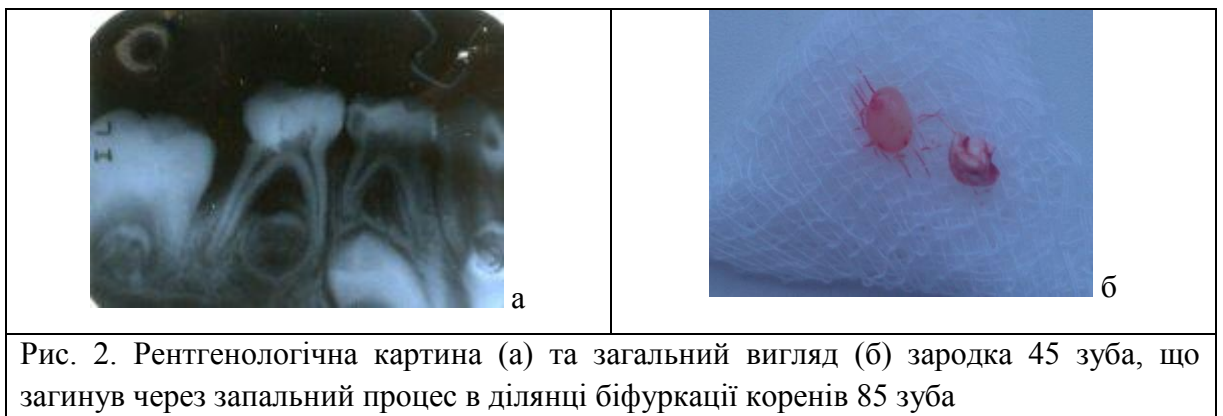 а
б
Рис. 2. Рентгенологічна картина (а) та загальний вигляд (б) зародка 45 зуба, що
загинув через запальний процес в ділянці біфуркації коренів 85 зуба